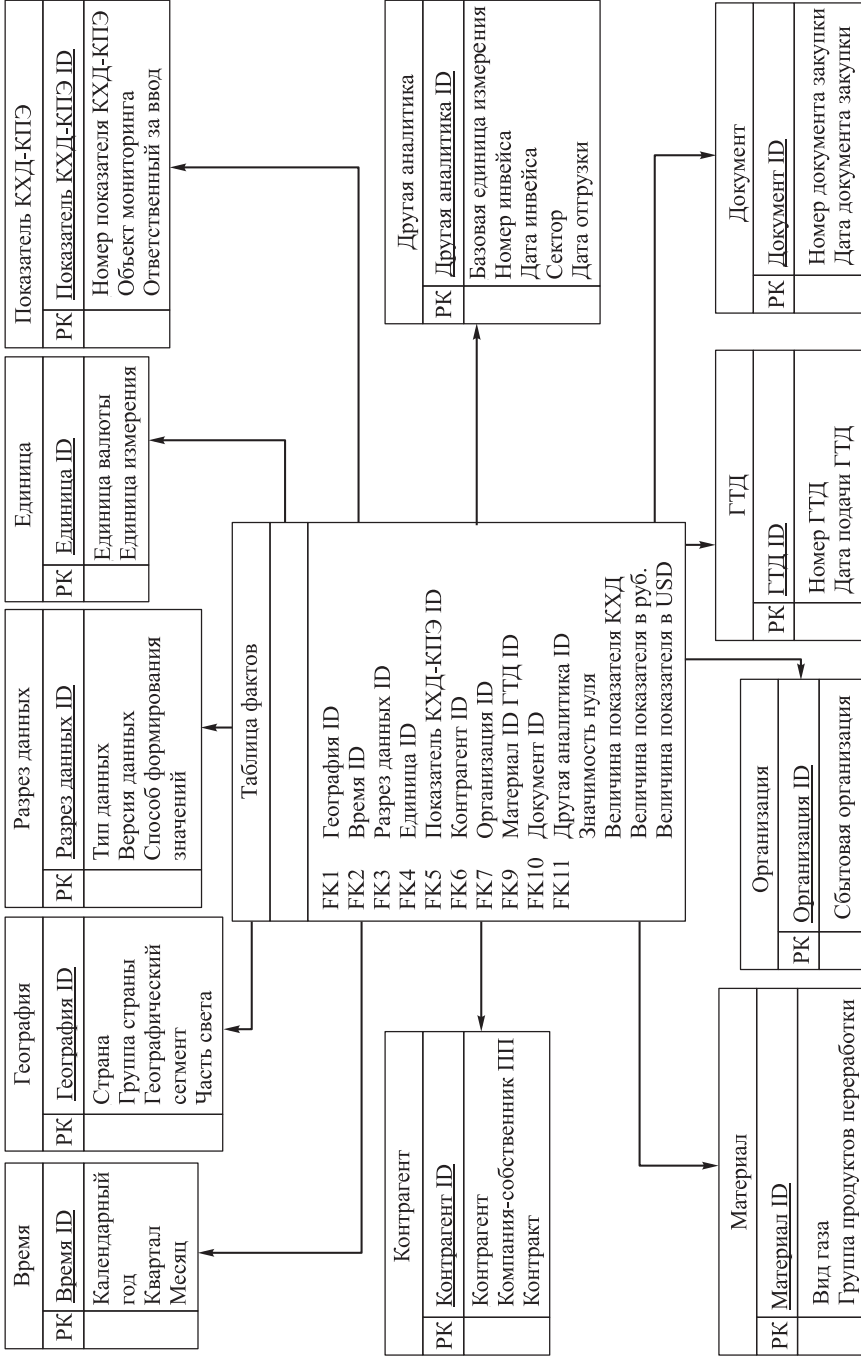 Время
PK Время ID
Календарный
год
Квартал
Месяц
География
PK География ID
Страна
Группа страны
Географический
сегмент
Часть света
Разрез данных
PK Разрез данных ID
Тип данных
Версия данных
Способ формирования
значений
Единица
PK Единица ID
Единица валюты
Единица измерения
Показатель КХД-КПЭ
PK Показатель КХД-КПЭ ID
Номер показателя КХД-КПЭ
Объект мониторинга
Ответственный за ввод
Контрагент
PK Контрагент ID
Контрагент
Компания-собственник ПП
Контракт
Таблица фактов
FK1 География ID
FK2 Время ID
FK3 Разрез данных ID
FK4 Единица ID
FK5 Показатель КХД-КПЭ ID
FK6 Контрагент ID
FK7 Организация ID
FK9 Материал ID ГТД ID
FK10 Документ ID
FK11 Другая аналитика ID
Значимость нуля
Величина показателя КХД
Величина показателя в руб.
Величина показателя в USD
Другая аналитика
PK Другая аналитика ID
Базовая единица измерения
Номер инвейса
Дата инвейса
Сектор
Дата отгрузки
Материал
PK Материал ID
Вид газа
Группа продуктов переработки
Организация
PK Организация ID
Сбытовая организация
ГТД
PK ГТД ID
Номер ГТД
Дата подачи ГТД
Документ
PK Документ ID
Номер документа закупки
Дата документа закупки